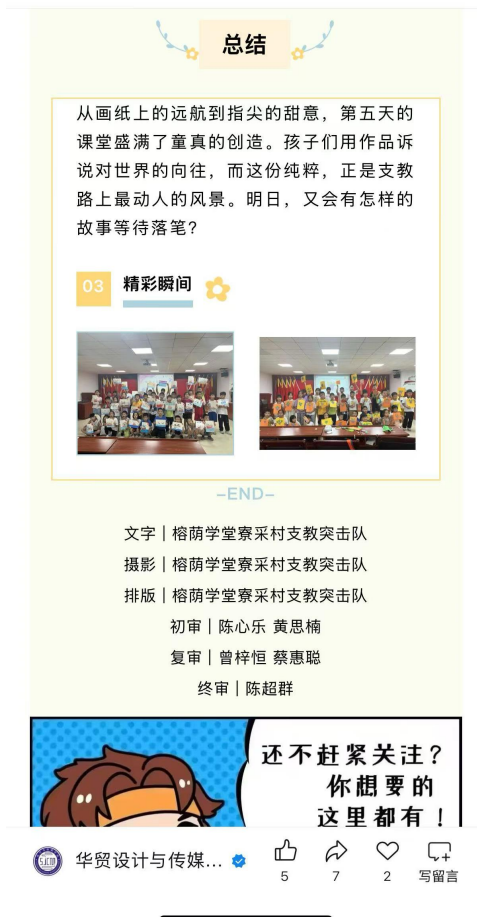 总结
从画纸上的远航到指尖的甜意，第五天的
课堂盛满了童真的创造。孩子们用作品诉
说对世界的向往，而这份纯粹，正是支教
路上最动人的风景。明日，又会有怎样的
故事等待落笔？
03 精彩瞬间
-END-
文字｜榕荫学堂寮采村支教突击队
摄影｜榕荫学堂寮采村支教突击队
排版｜榕荫学堂寮采村支教突击队
初审｜陈心乐 黄思楠
复审｜曾梓恒 蔡惠聪
终审｜陈超群
还不赶紧关注？
你想要的
这里都有！
华贸设计与传媒...
5
7
2
写留言